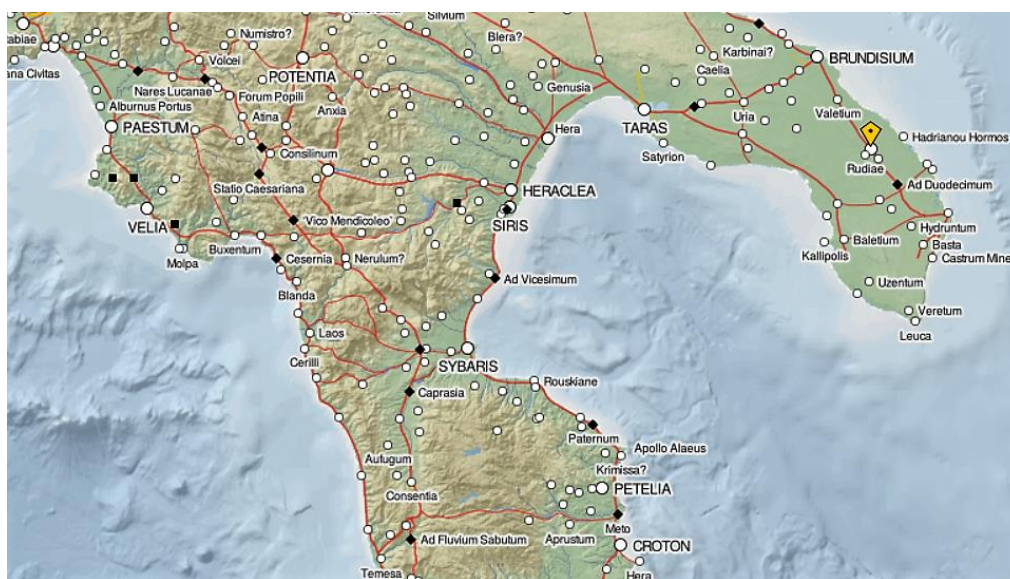 Silvium
Blera?
Numistro?
Volcei
POTENTIA
Nares Lucanae
Forum Popili
Anxia
Alburnus Portus
Atina
PAESTUM
Consilinum
Statio Caesariana
'Vico Mendicoleo'
VELIA
Buxentum
Molpa
Cesernia
Nerulum?
Blanda
Laos
Cerilli
Genusia
Hera
HERACLEA
SIRIS
Ad Vicesimum
SYBARIS
Caprasia
Rouskiane
Paternum
Apollo Alaeus
Krimissa?
PETELIA
Aufugum
Consentia
Meto
Aprustum
Ad Fluvium Sabutum
CROTON
Temesa
Hera
Karbinai?
Caelia
BRUNDISIUM
Uria
Valetium
TARAS
Satyrion
Hadrianou Hormos
Rudiae
Ad Duodecimum
Hydruntum
Baletium
Basta
Kallipolis
Castrum Mine
Uzentum
Veretum
Leuca
abiae
ana Civitas